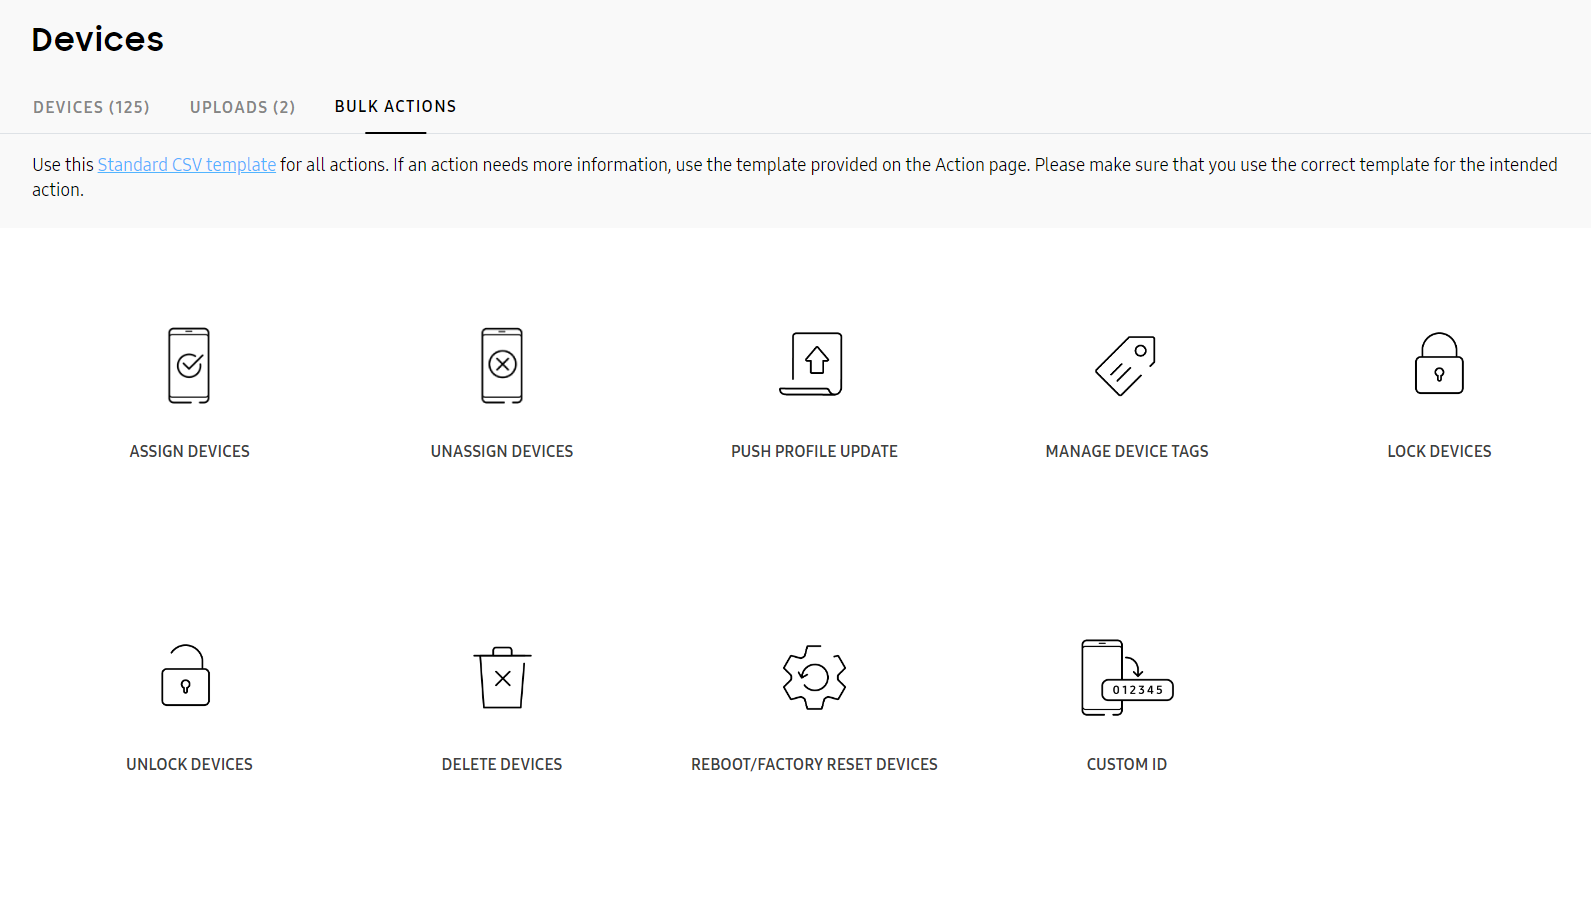 Devices
DEVICES (125) UPLOADS (2) BULK ACTIONS
Use this Standard CSV template for all actions. If an action needs more information, use the template provided on the Action page. Please make sure that you use the correct template for the intended
action.
ASSIGN DEVICES UNASSIGN DEVICES PUSH PROFILE UPDATE MANAGE DEVICE TAGS LOCK DEVICES
012345
UNLOCK DEVICES DELETE DEVICES REBOOT/FACTORY RESET DEVICES CUSTOM ID